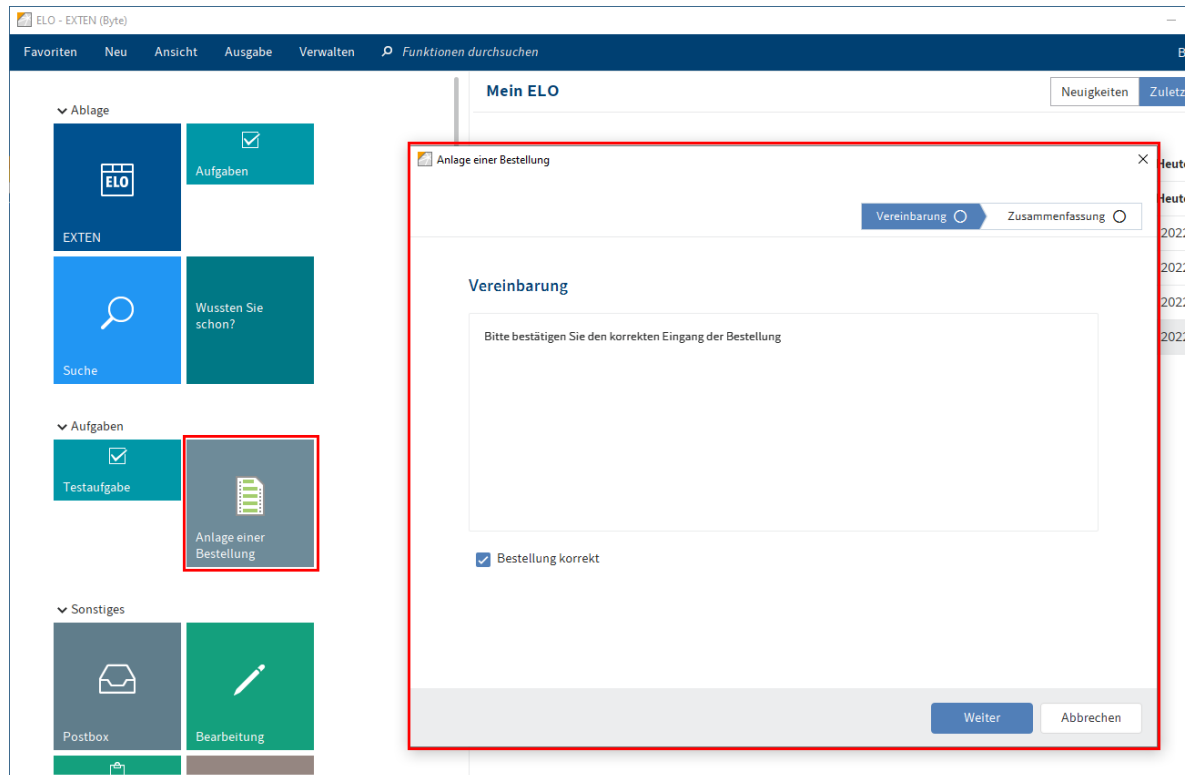 ELO - EXTEN (Byte)
Favoriten Neu Ansicht Ausgabe Verwalten Funktionen durchsuchen
Mein ELO
Neuigkeiten
Ablage
ELO
EXTEN
Aufgaben
Suche
Wussten Sie
schon?
Aufgaben
Testaufgabe
Anlage einer
Bestellung
Sonstiges
Postbox
Bearbeitung
Anlage einer Bestellung
Vereinbarung
Zusammenfassung
Vereinbarung
Bitte bestätigen Sie den korrekten Eingang der Bestellung
Bestellung korrekt
Weiter
Abbrechen